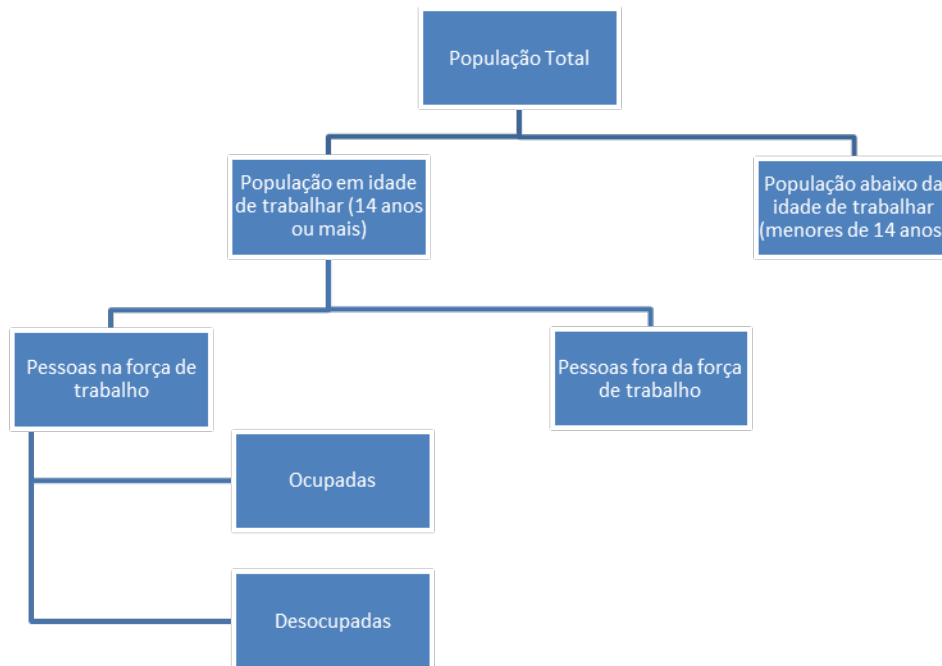 População Total
População em idade
de trabalhar (14 anos
ou mais)
População abaixo da
idade de trabalhar
(menores de 14 anos
Pessoas na força de
trabalho
Pessoas fora da força
de trabalho
Ocupadas
Desocupadas